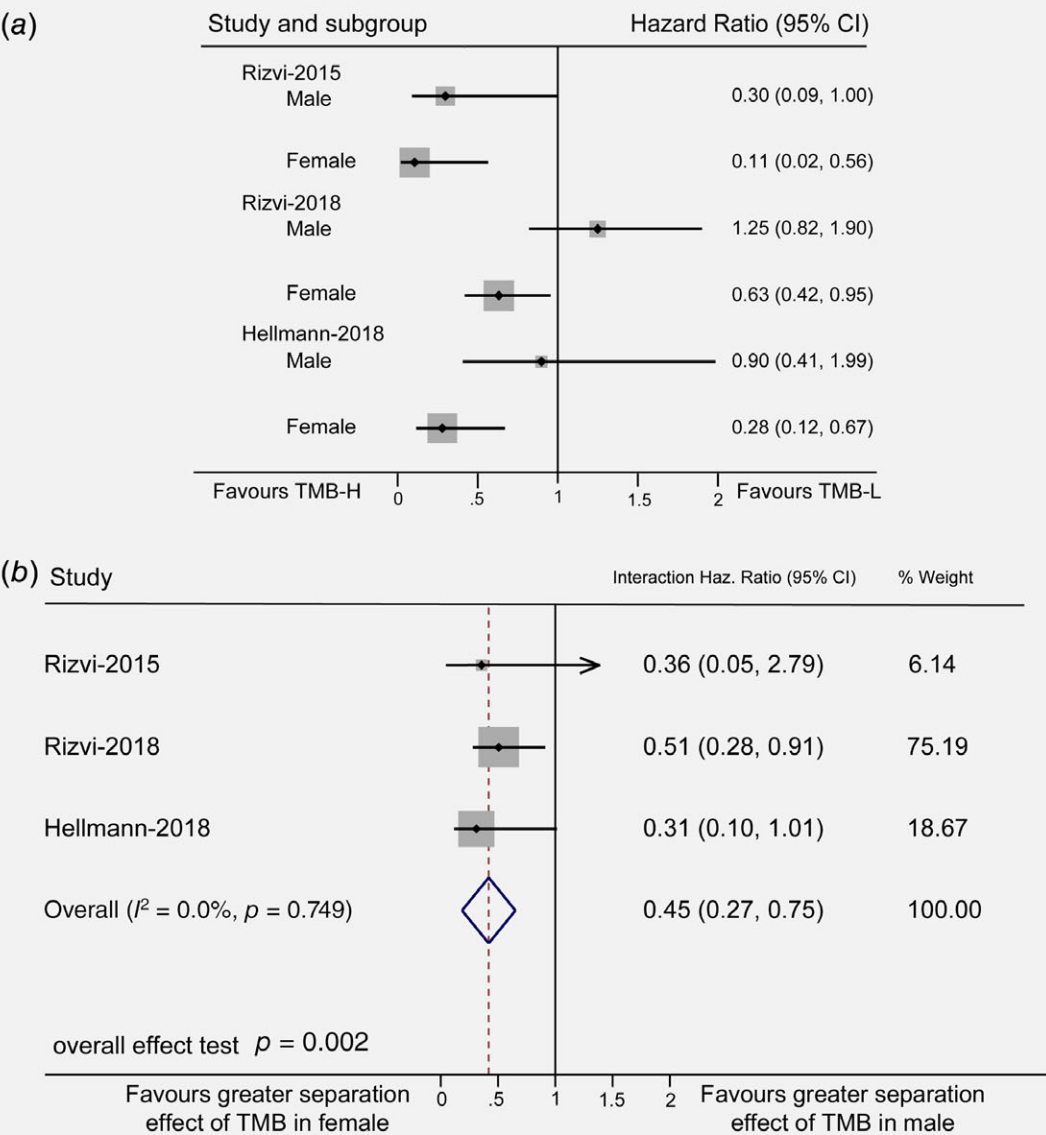 (a) Study and subgroup Hazard Ratio (95% CI)
Rizvi-2015
Male 0.30 (0.09, 1.00)
Female 0.11 (0.02, 0.56)
Rizvi-2018
Male 1.25 (0.82, 1.90)
Female 0.63 (0.42, 0.95)
Hellmann-2018
Male 0.90 (0.41, 1.99)
Female 0.28 (0.12, 0.67)
Favours TMB-H 0 .5 1 1.5 2 Favours TMB-L
(b) Study Interaction Haz. Ratio (95% CI) % Weight
Rizvi-2015 0.36 (0.05, 2.79) 6.14
Rizvi-2018 0.51 (0.28, 0.91) 75.19
Hellmann-2018 0.31 (0.10, 1.01) 18.67
Overall (I² = 0.0%, p = 0.749) 0.45 (0.27, 0.75) 100.00
overall effect test p = 0.002
Favours greater separation 0 .5 1 1.5 2 Favours greater separation
effect of TMB in female effect of TMB in male